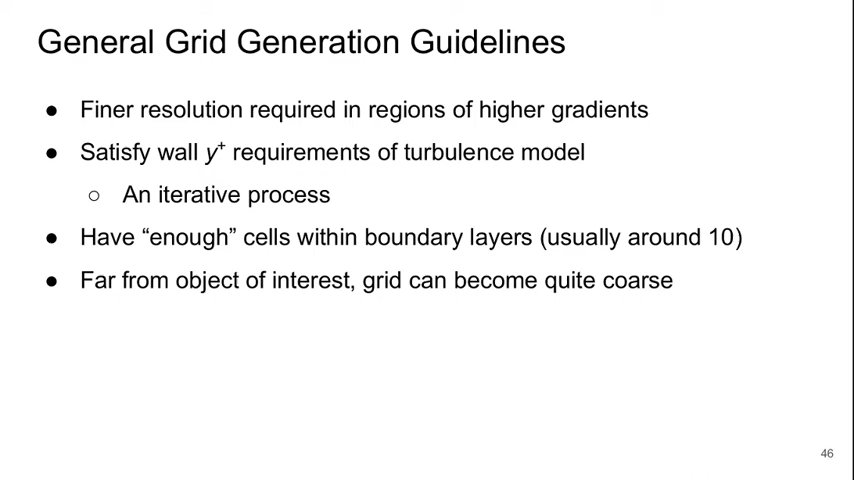 General Grid Generation Guidelines
● Finer resolution required in regions of higher gradients
● Satisfy wall y⁺ requirements of turbulence model
○ An iterative process
● Have “enough” cells within boundary layers (usually around 10)
● Far from object of interest, grid can become quite coarse
46